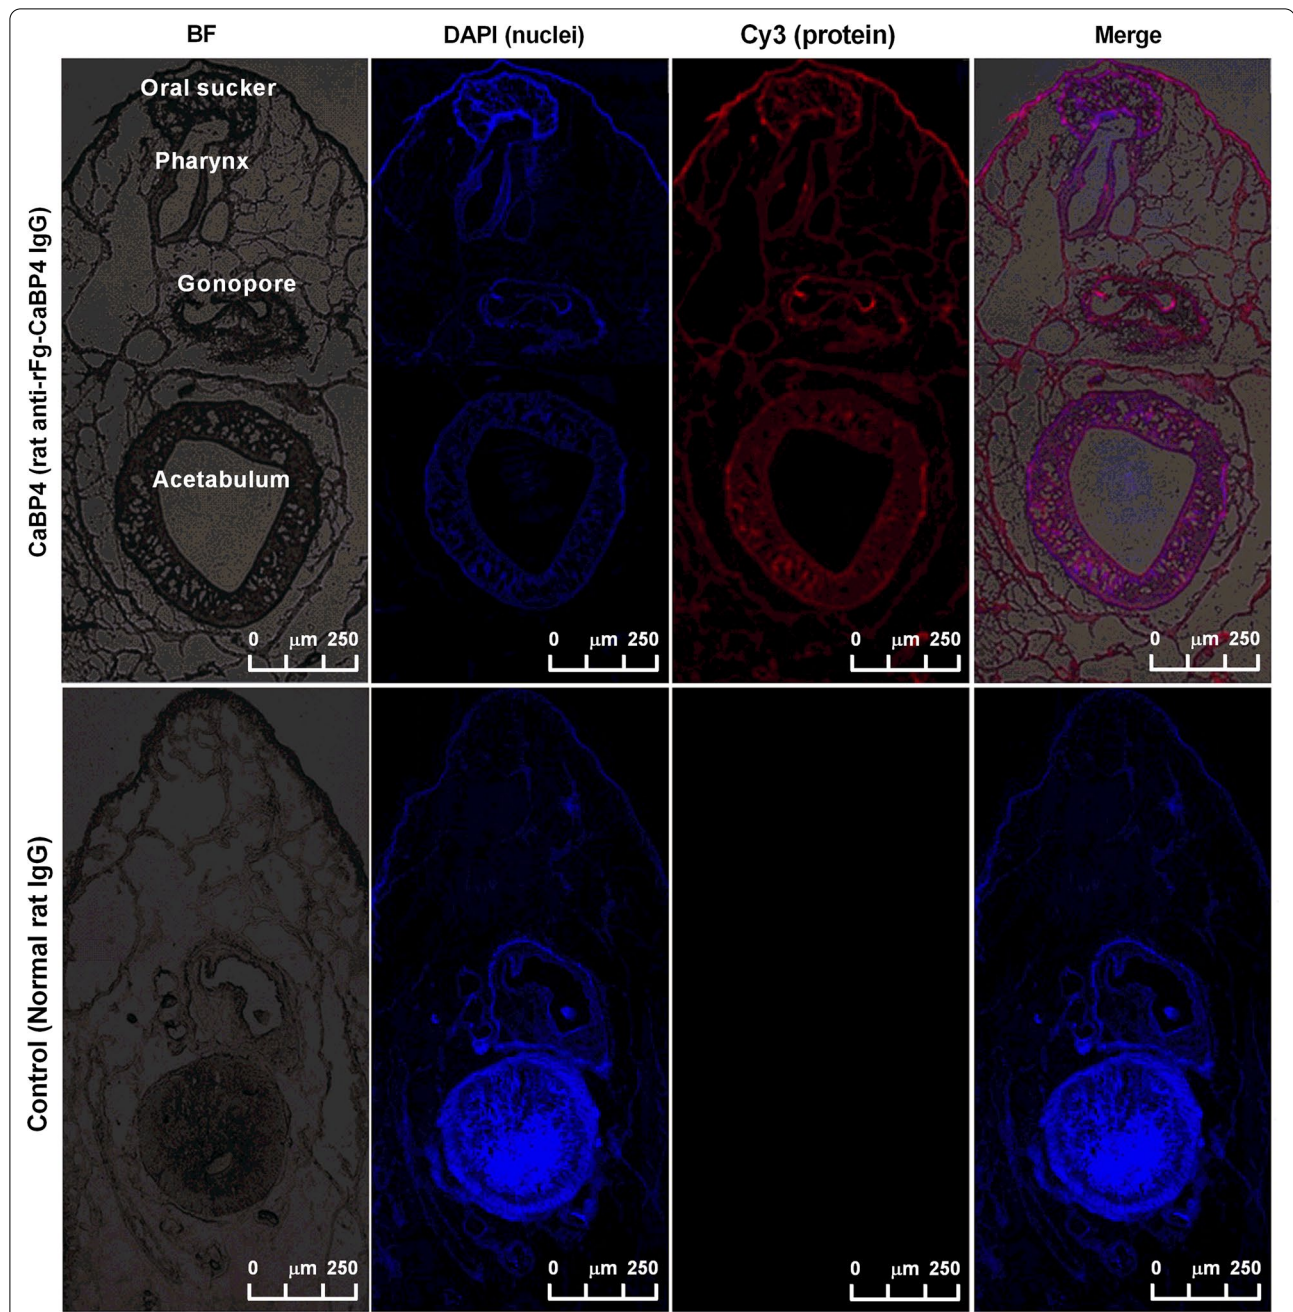 BF
DAPI (nuclei)
Cy3 (protein)
Merge
CaBP4 (rat anti-rFg-CaBP4 IgG)
Oral sucker
Pharynx
Gonopore
Acetabulum
0 μm 250
0 μm 250
0 μm 250
0 μm 250
Control (Normal rat IgG)
0 μm 250
0 μm 250
0 μm 250
0 μm 250